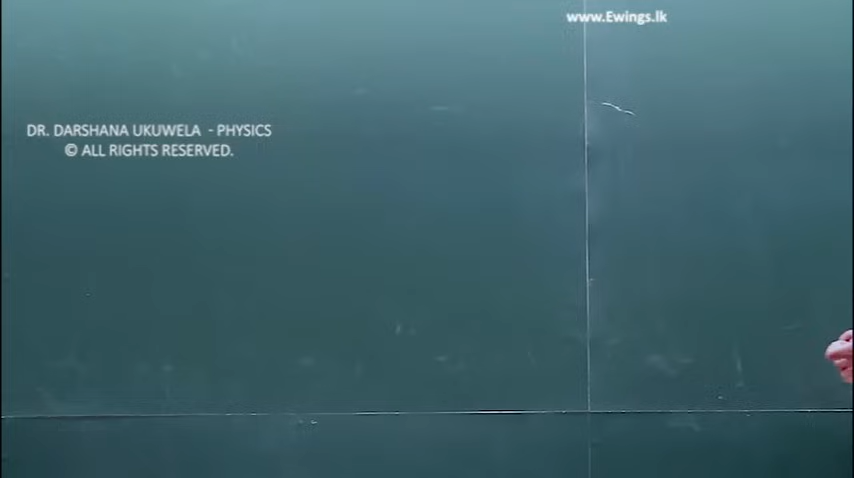 www.Ewings.lk
DR. DARSHANA UKUWELA - PHYSICS
© ALL RIGHTS RESERVED.